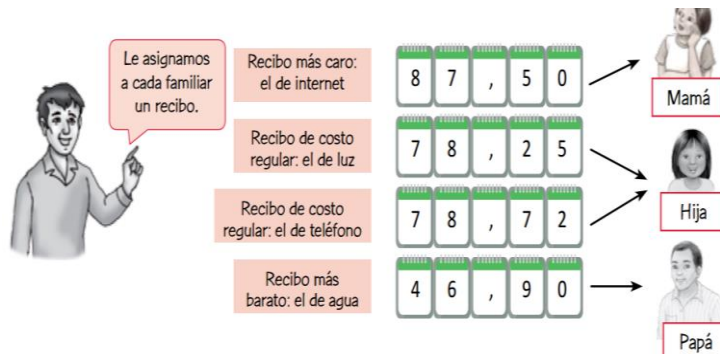 Le asignamos
a cada familiar
un recibo.
Recibo más caro:
el de internet
8 7 , 5 0
Mamá
Recibo de costo
regular: el de luz
7 8 , 2 5
Hija
Recibo de costo
regular: el de teléfono
7 8 , 7 2
Recibo más
barato: el de agua
4 6 , 9 0
Papá